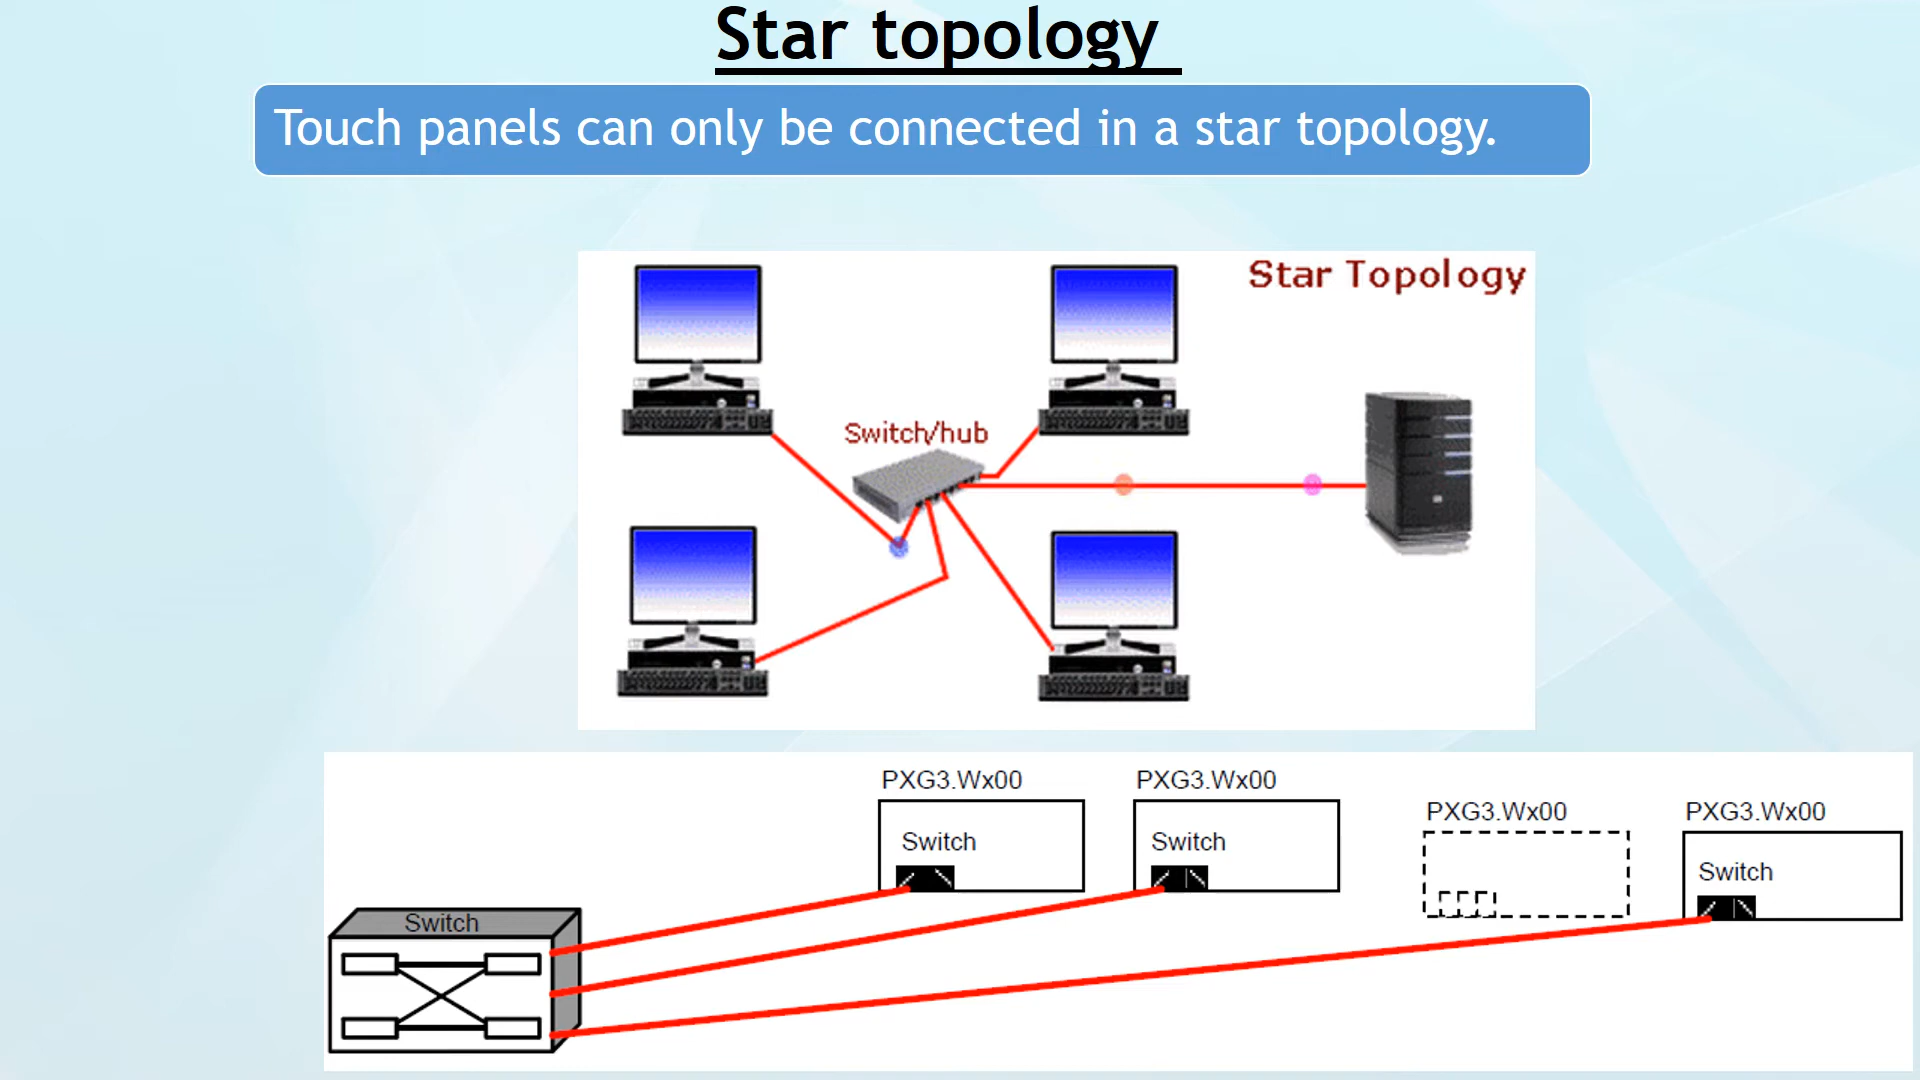 Star topology
Touch panels can only be connected in a star topology.
Star Topology
Switch/hub
PXG3.Wx00
PXG3.Wx00
PXG3.Wx00
PXG3.Wx00
Switch
Switch
Switch
Switch